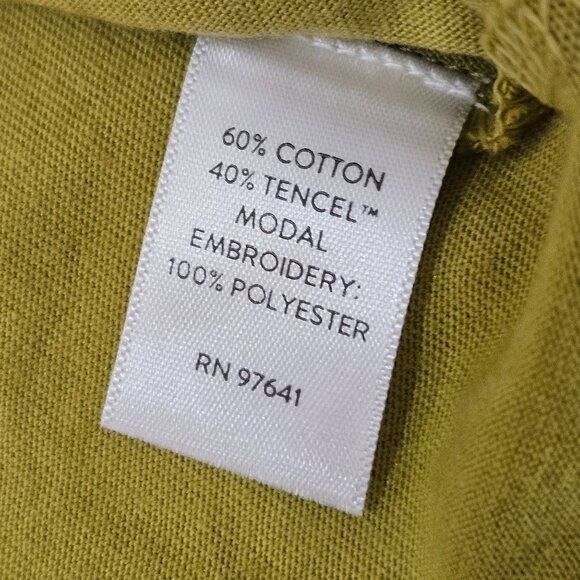 60% COTTON
40% TENCEL™
MODAL
EMBROIDERY:
100% POLYESTER
RN 97641